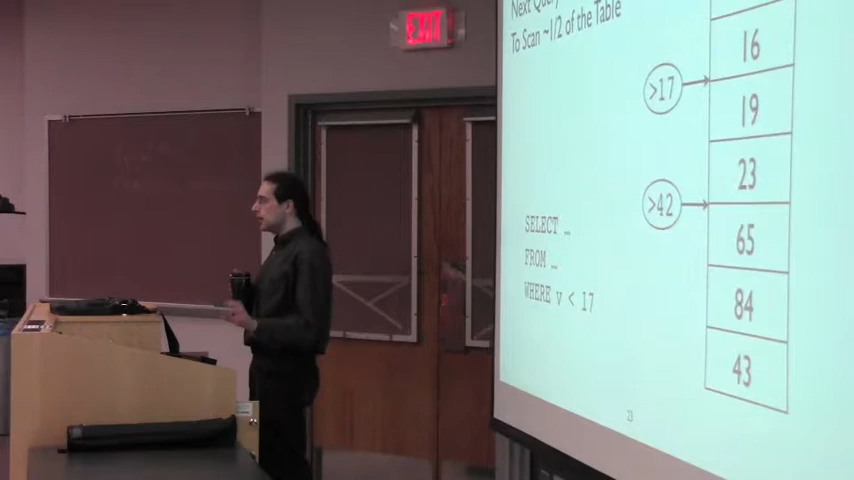 EXIT
Next Query
To Scan ~1/2 of the Table
16
>17
19
23
>42
SELECT …
FROM …
WHERE v < 17
65
84
43